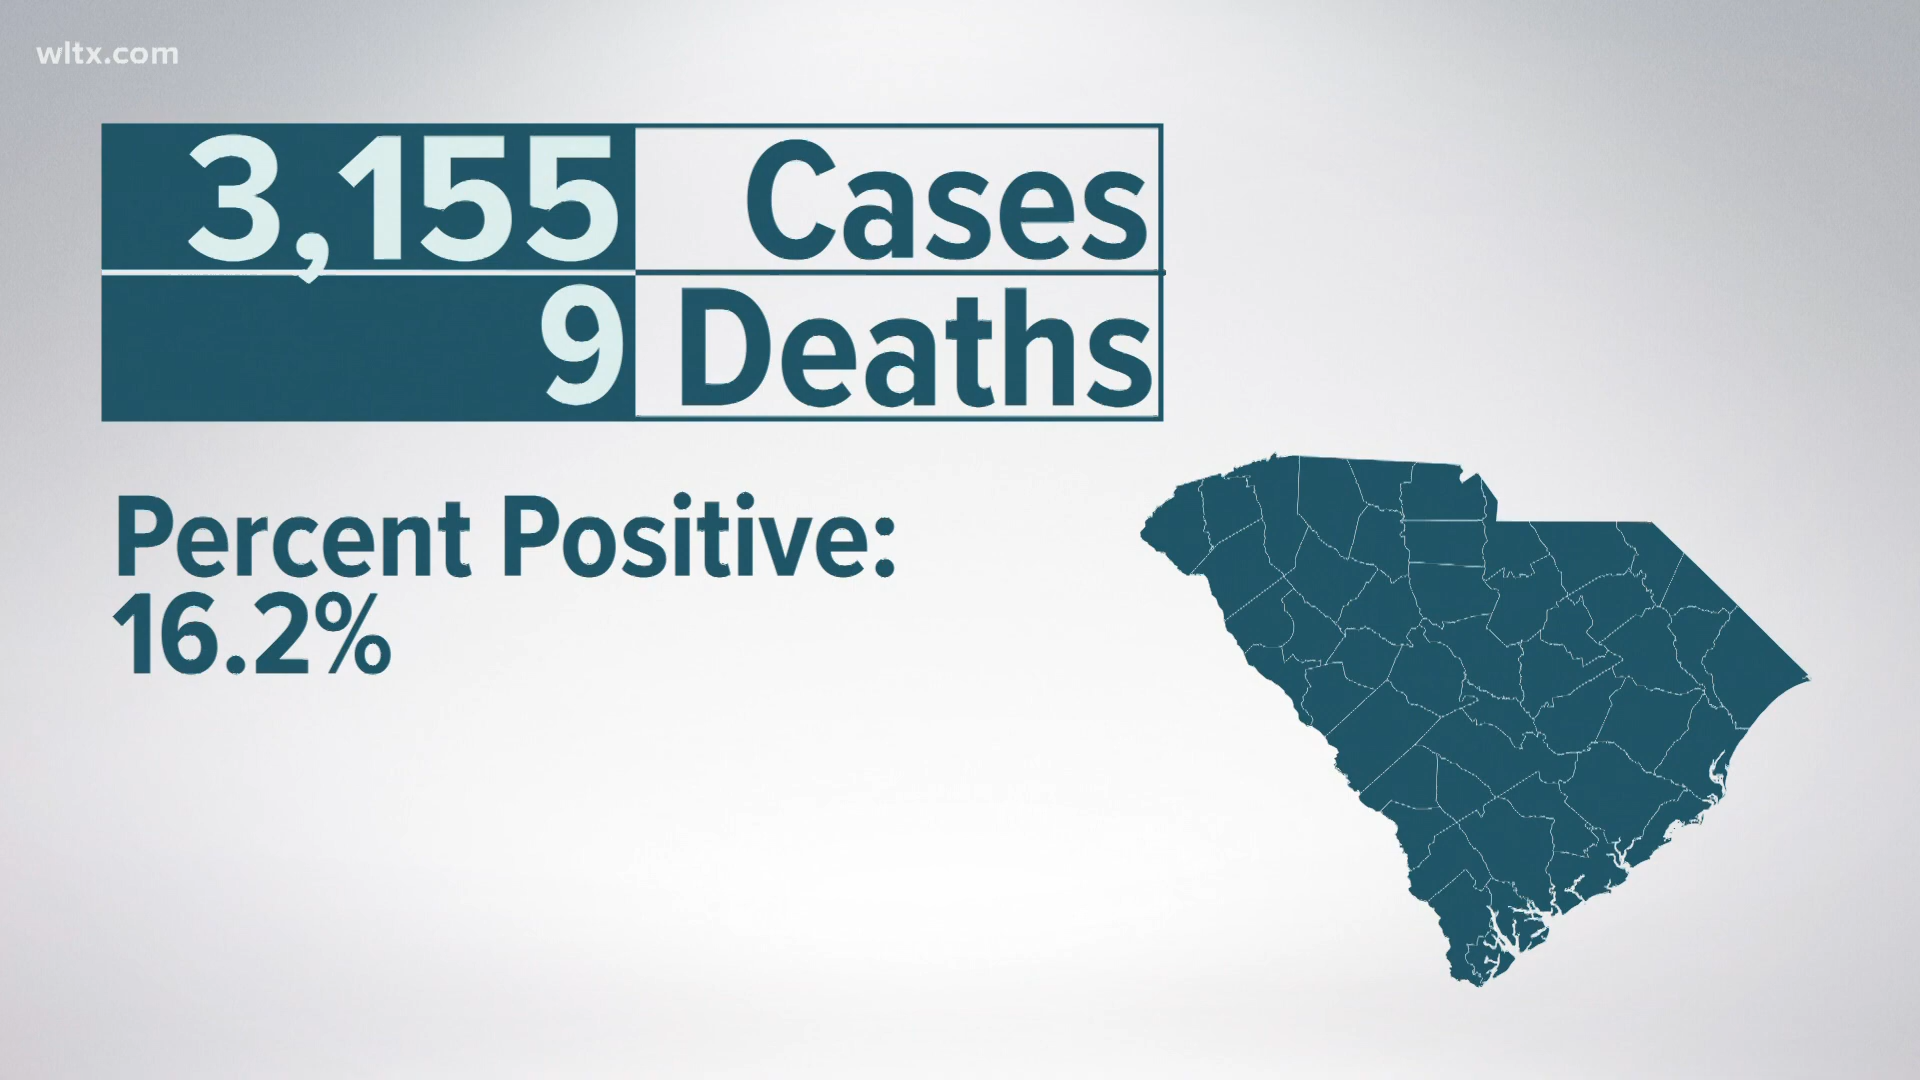 wltx.com
3,155 Cases
9 Deaths
Percent Positive:
16.2%